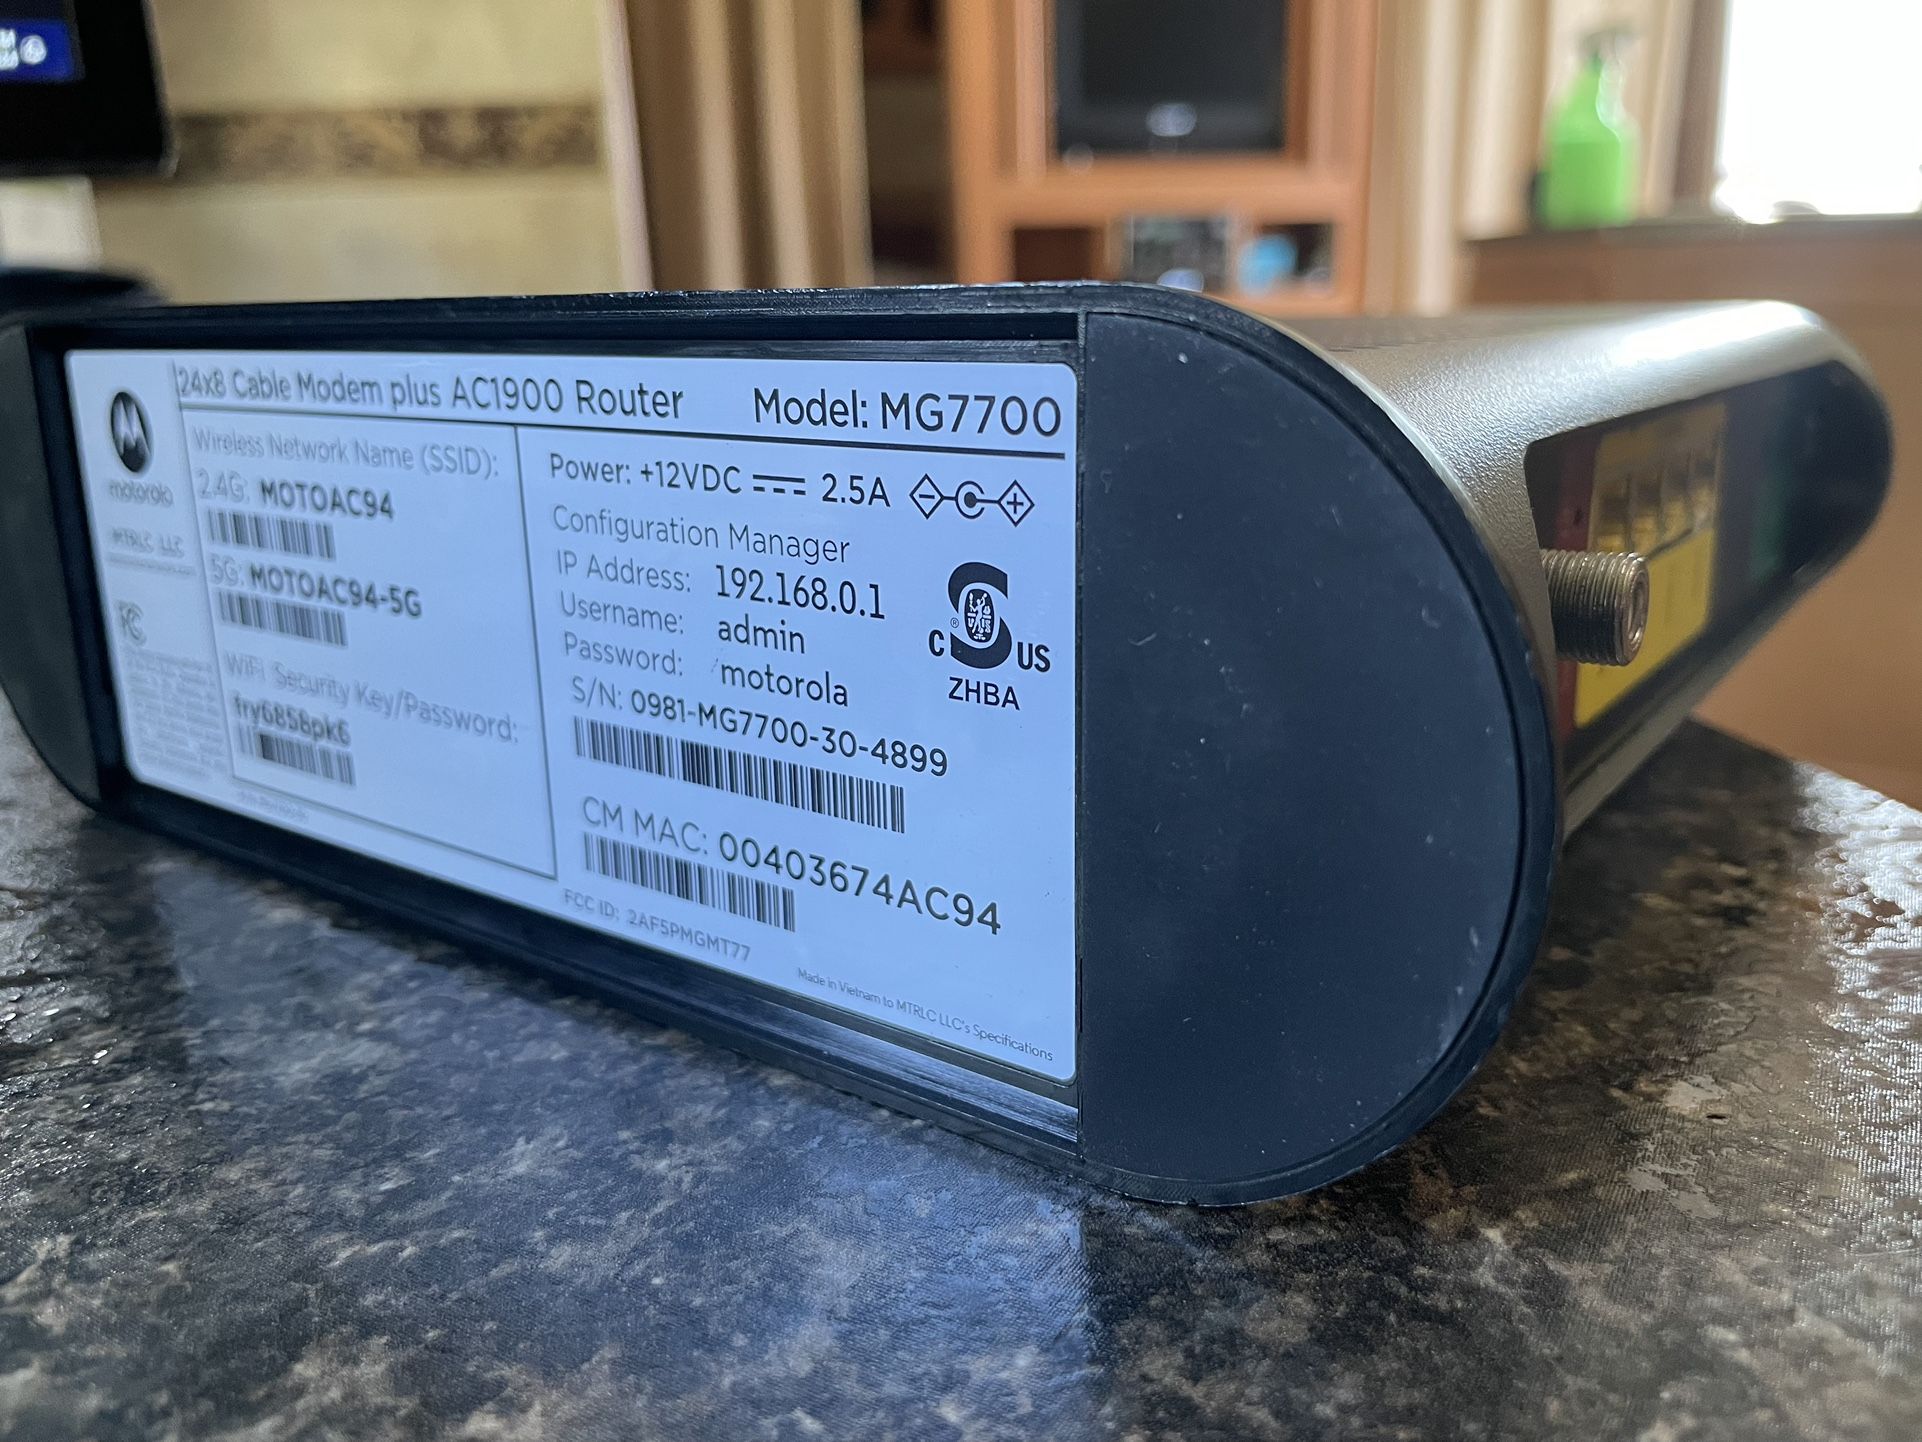 24x8 Cable Modem plus AC1900 Router Model: MG7700
motorola
MTRLC LLC
FC
Wireless Network Name (SSID):
2.4G: MOTOAC94
5G: MOTOAC94-5G
WiFi Security Key/Password:
fry6858pk6
Power: +12VDC 2.5A
Configuration Manager
IP Address: 192.168.0.1
Username: admin
Password: motorola
S/N: 0981-MG7700-30-4899
CM MAC: 00403674AC94
FCC ID: 2AF5PMGMT77
Made in Vietnam to MTRLC LLC's Specifications
C US
®
ZHBA